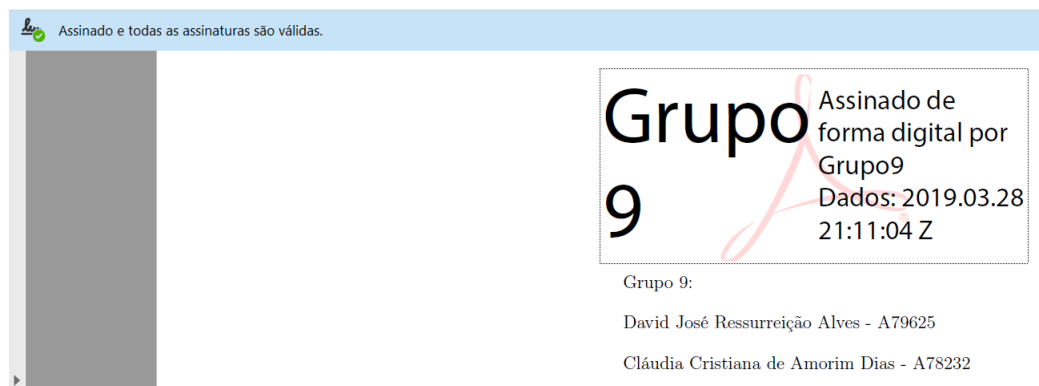 Assinado e todas as assinaturas são válidas.
Grupo
9
Assinado de
forma digital por
Grupo9
Dados: 2019.03.28
21:11:04 Z
Grupo 9:
David José Ressurreição Alves - A79625
Cláudia Cristiana de Amorim Dias - A78232